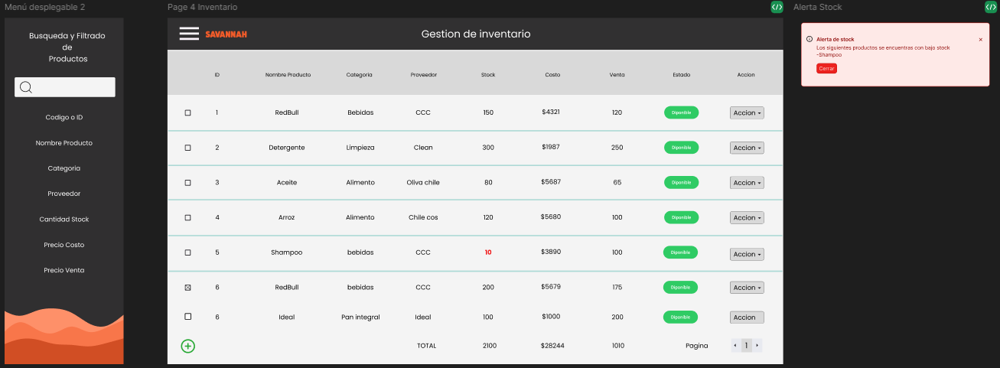 Menú desplegable 2
Busqueda y Filtrado
de
Productos
Codigo o ID
Nombre Producto
Categoria
Proveedor
Cantidad Stock
Precio Costo
Precio Venta
Page 4 Inventario
SAVANNAH
Gestion de inventario
ID Nombre Producto Categoria Proveedor Stock Costo Venta Estado Accion
1 RedBull Bebidas CCC 150 $4321 120 Diponible Accion
2 Detergente Limpieza Clean 300 $1987 250 Diponible Accion
3 Aceite Alimento Oliva chile 80 $5687 65 Diponible Accion
4 Arroz Alimento Chile cos 120 $5680 100 Diponible Accion
5 Shampoo bebidas CCC 10 $3890 100 Diponible Accion
6 RedBull bebidas CCC 200 $5679 175 Diponible Accion
6 Ideal Pan integral Ideal 100 $1000 200 Diponible Accion
TOTAL 2100 $28244 1010 Pagina 1
Alerta Stock
Alerta de stock
Los siguientes productos se encuentras con bajo stock
-Shampoo
Cerrar